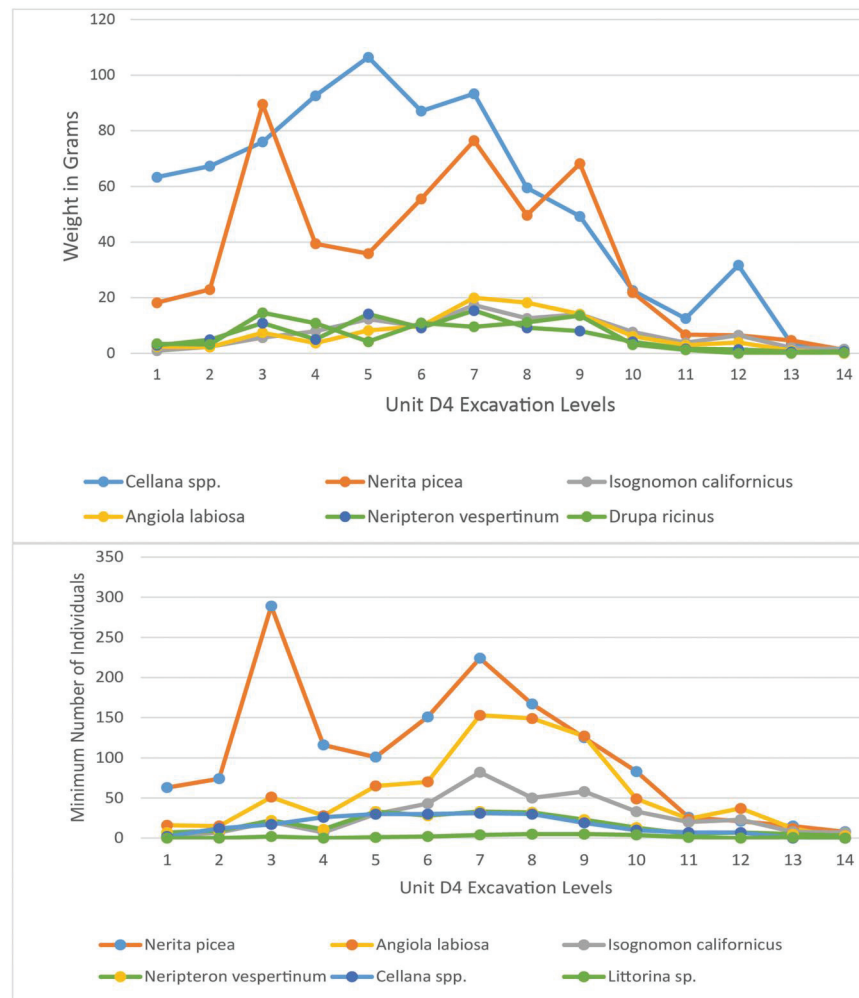 120
100
80
60
40
20
0
Weight in Grams
1 2 3 4 5 6 7 8 9 10 11 12 13 14
Unit D4 Excavation Levels
Cellana spp. Nerita picea Isognomon californicus
Angiola labiosa Neripteron vespertinum Drupa ricinus
350
300
250
200
150
100
50
0
Minimum Number of Individuals
1 2 3 4 5 6 7 8 9 10 11 12 13 14
Unit D4 Excavation Levels
Nerita picea Angiola labiosa Isognomon californicus
Neripteron vespertinum Cellana spp. Littorina sp.